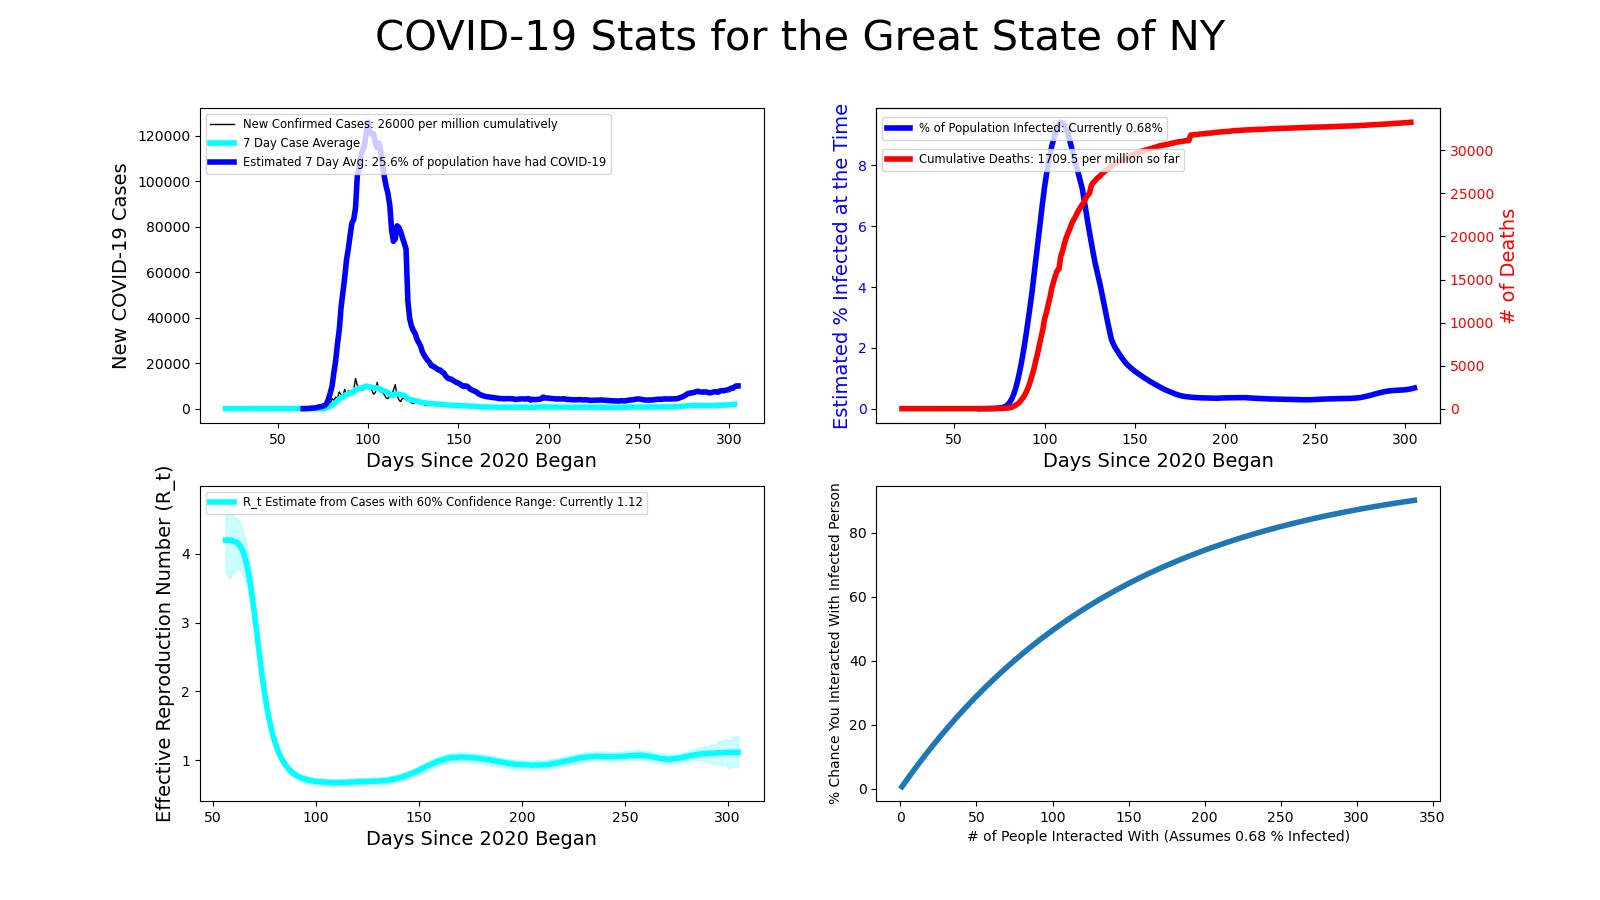 COVID-19 Stats for the Great State of NY
New COVID-19 Cases
120000
100000
80000
60000
40000
20000
0
New Confirmed Cases: 26000 per million cumulatively
7 Day Case Average
Estimated 7 Day Avg: 25.6% of population have had COVID-19
50 100 150 200 250 300
Days Since 2020 Began
Estimated % Infected at the Time
8
6
4
2
0
% of Population Infected: Currently 0.68%
Cumulative Deaths: 1709.5 per million so far
30000
25000
20000
15000
10000
5000
0
# of Deaths
50 100 150 200 250 300
Days Since 2020 Began
Effective Reproduction Number (R_t)
4
3
2
1
R_t Estimate from Cases with 60% Confidence Range: Currently 1.12
50 100 150 200 250 300
Days Since 2020 Began
% Chance You Interacted With Infected Person
80
60
40
20
0
0 50 100 150 200 250 300 350
# of People Interacted With (Assumes 0.68 % Infected)